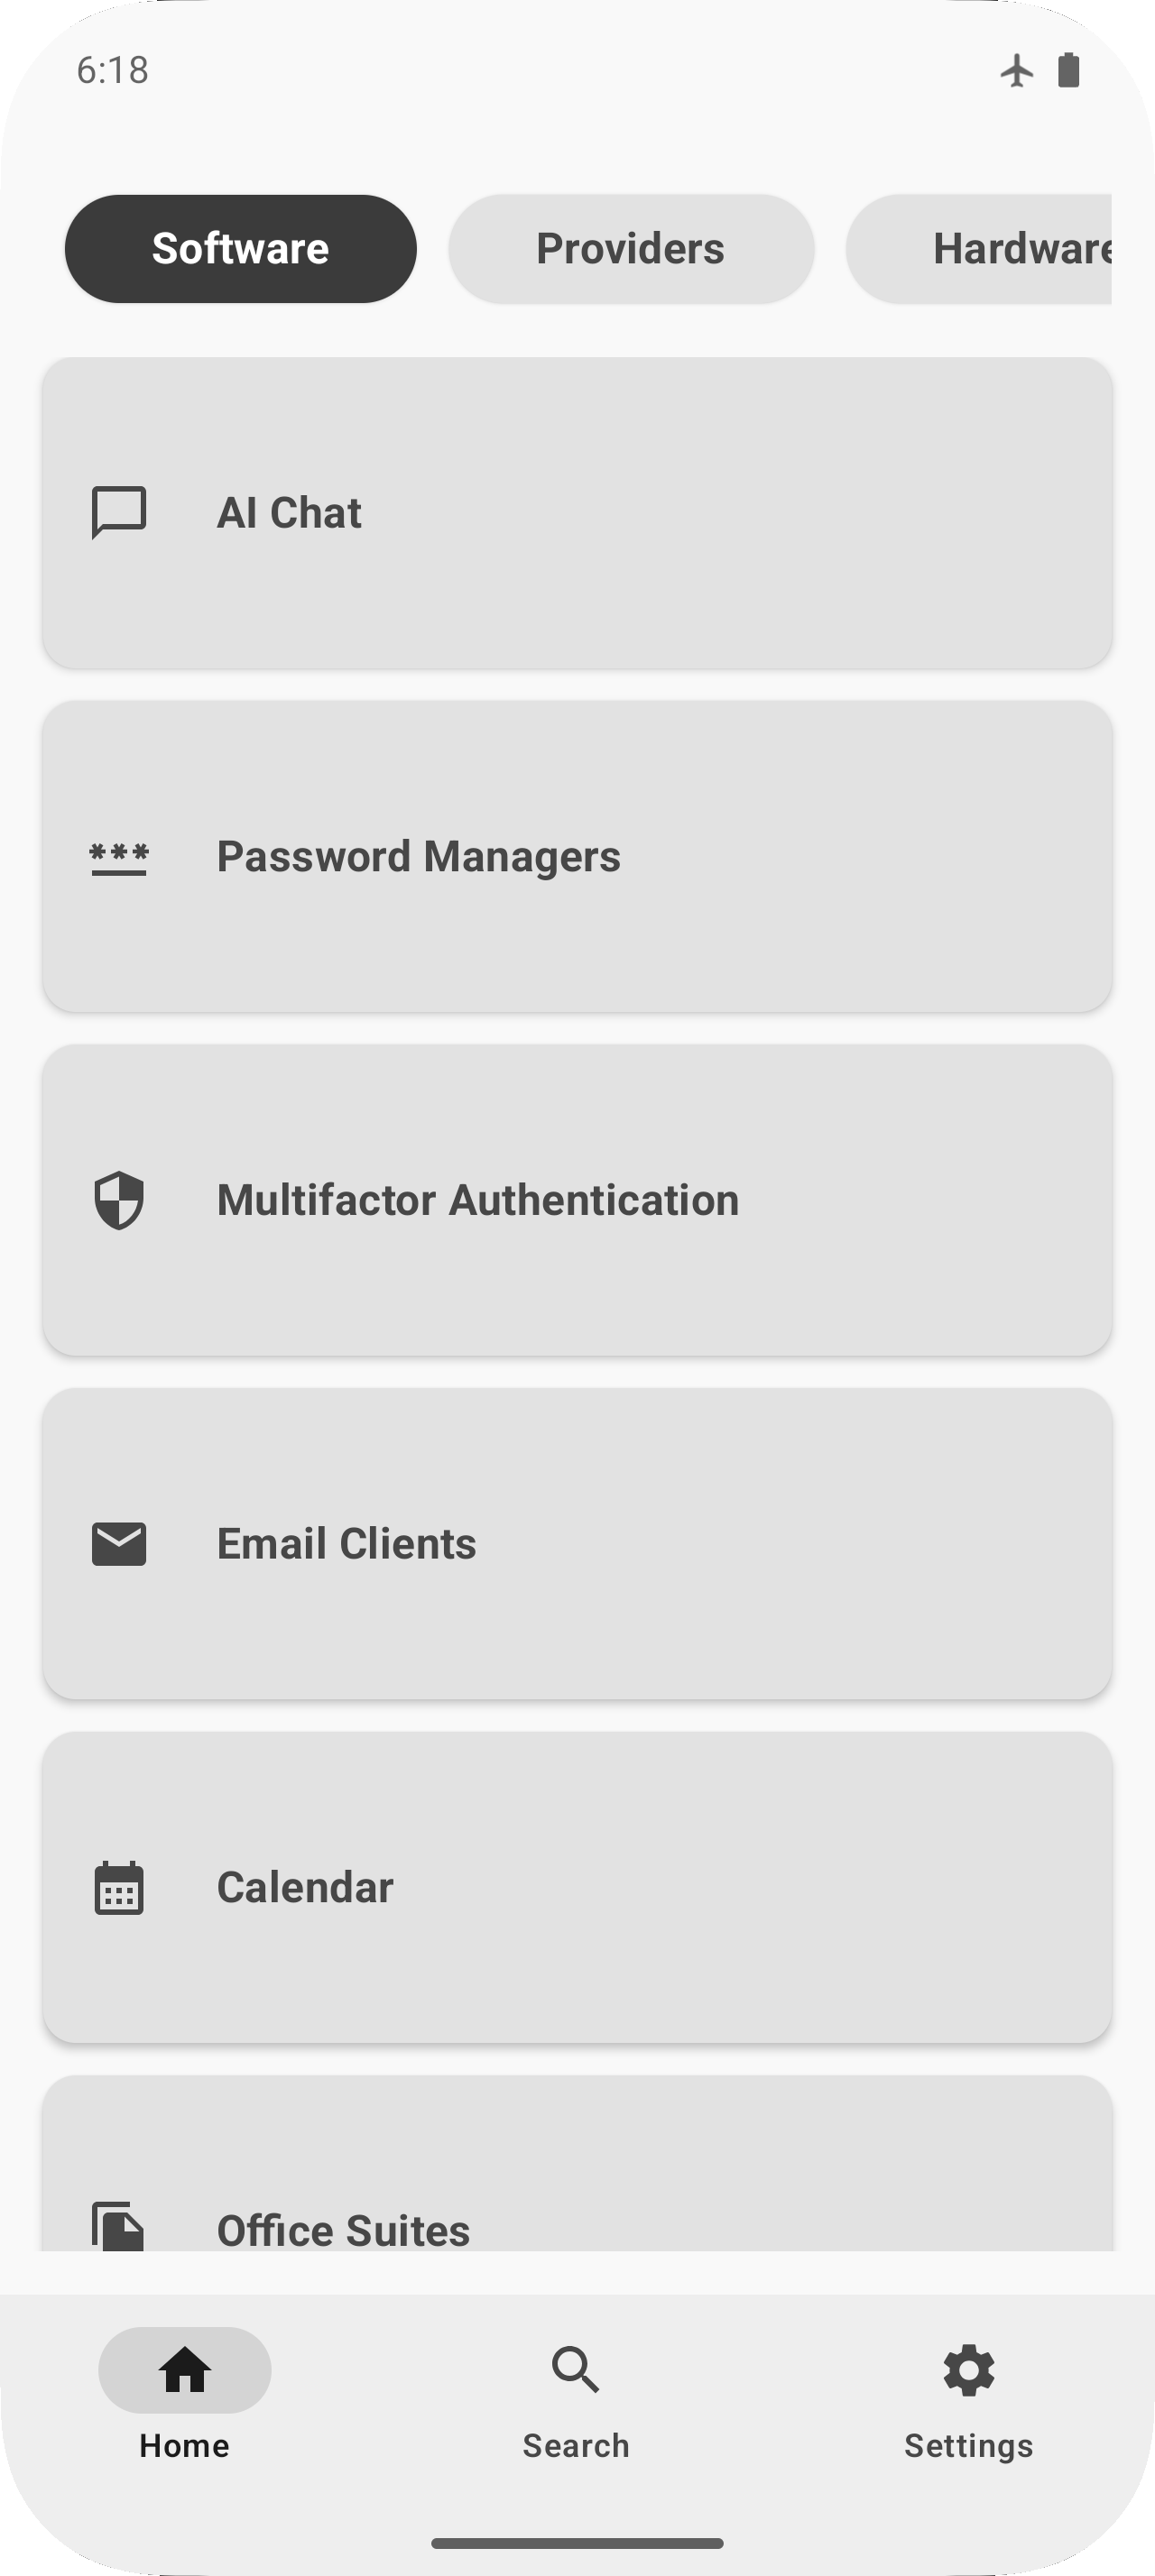 6:18
Software
Providers
Hardware
AI Chat
Password Managers
Multifactor Authentication
Email Clients
Calendar
Office Suites
Home
Search
Settings